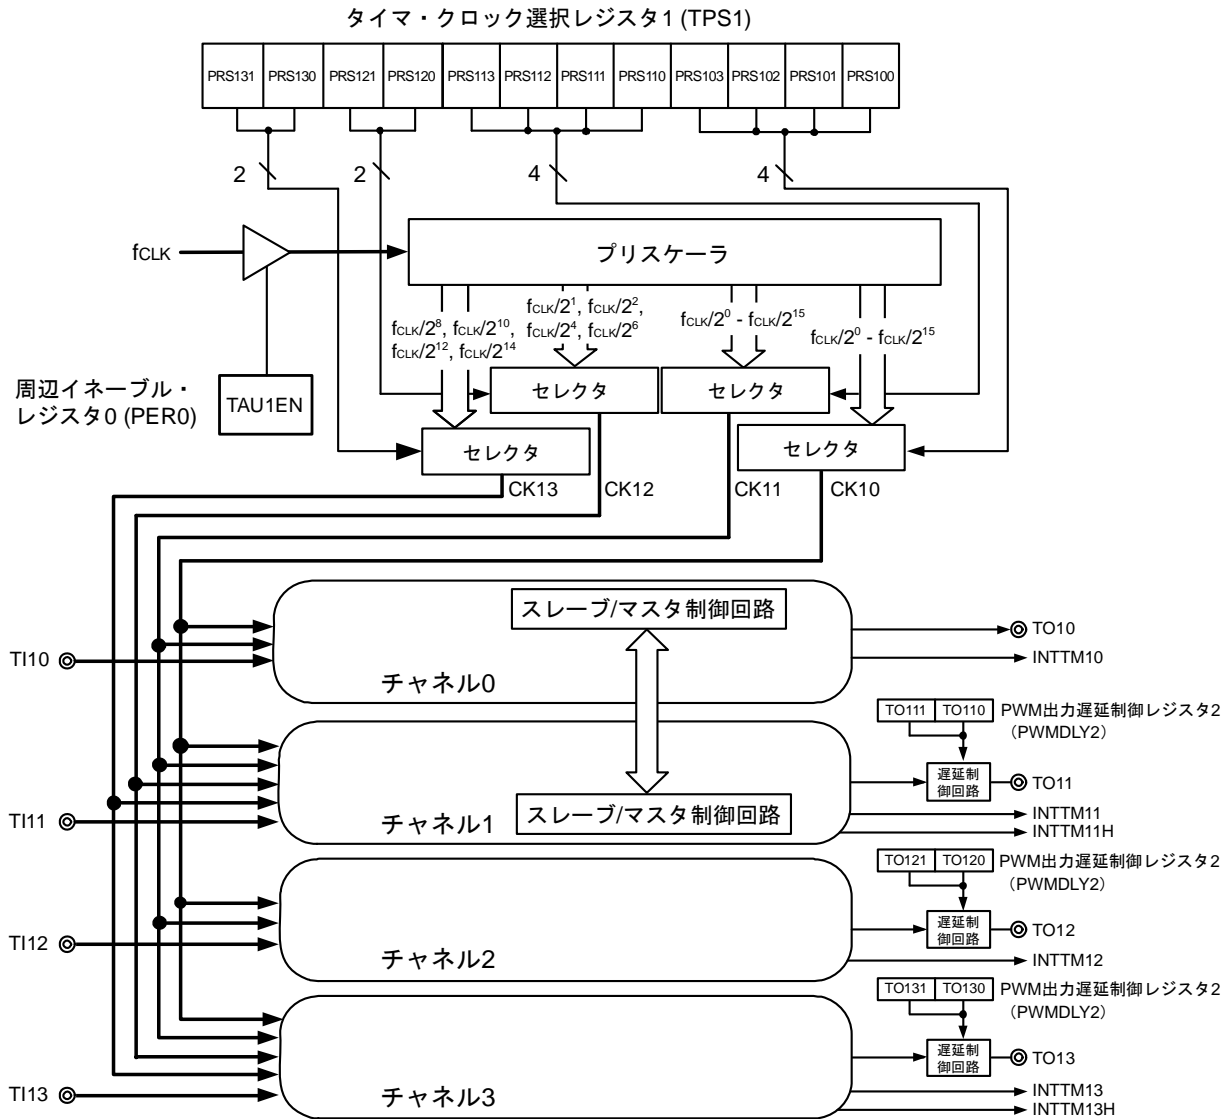 タイマ・クロック選択レジスタ1 (TPS1)
PRS131 PRS130 PRS121 PRS120 PRS113 PRS112 PRS111 PRS110 PRS103 PRS102 PRS101 PRS100
2 2 4 4
fCLK
プリスケーラ
fCLK/2^8, fCLK/2^10,
fCLK/2^12, fCLK/2^14
fCLK/2^1, fCLK/2^2,
fCLK/2^4, fCLK/2^6
fCLK/2^0 - fCLK/2^15
fCLK/2^0 - fCLK/2^15
周辺イネーブル・
レジスタ0 (PER0)
TAU1EN
セレクタ
セレクタ
セレクタ
セレクタ
CK13
CK12
CK11
CK10
スレーブ/マスタ制御回路
TI10
チャネル0
TO10
INTTM10
TO111 TO110 PWM出力遅延制御レジスタ2
(PWMDLY2)
遅延制
御回路
TO11
TI11
チャネル1
スレーブ/マスタ制御回路
INTTM11
INTTM11H
TO121 TO120 PWM出力遅延制御レジスタ2
(PWMDLY2)
遅延制
御回路
TO12
TI12
チャネル2
INTTM12
TO131 TO130 PWM出力遅延制御レジスタ2
(PWMDLY2)
遅延制
御回路
TO13
TI13
チャネル3
INTTM13
INTTM13H